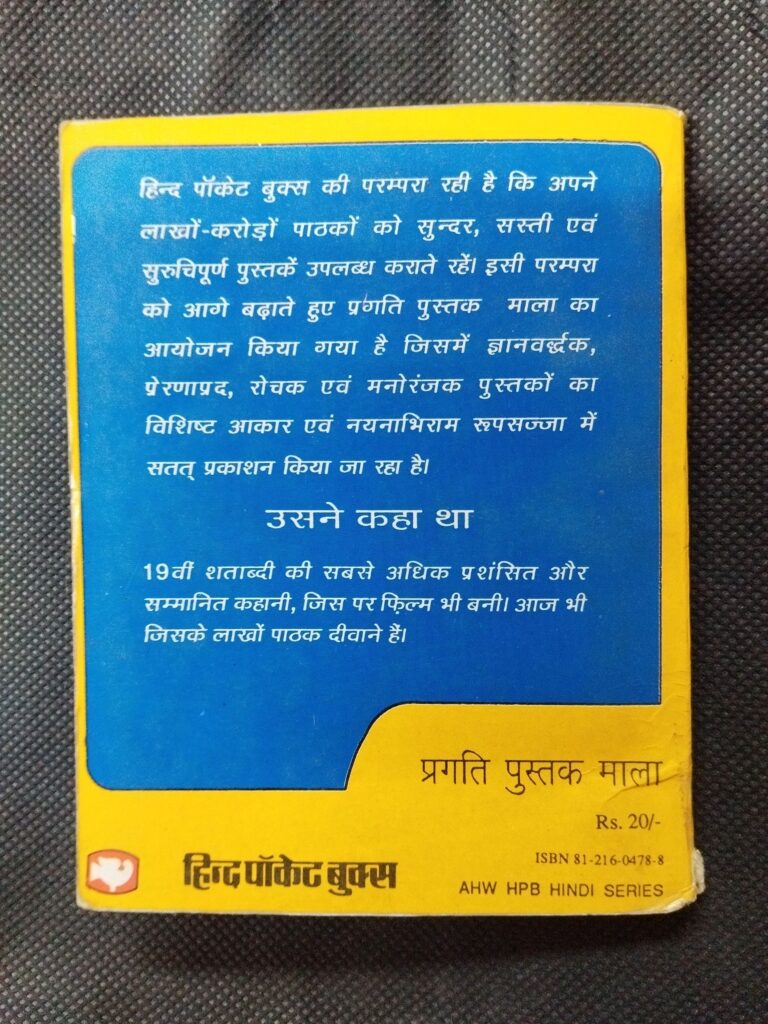 हिन्द पॉकेट बुक्स की परम्परा रही है कि अपने
लाखों-करोड़ों पाठकों को सुन्दर, सस्ती एवं
सुरुचिपूर्ण पुस्तकें उपलब्ध कराते रहें। इसी परम्परा
को आगे बढ़ाते हुए प्रगति पुस्तक माला का
आयोजन किया गया है जिसमें ज्ञानवर्द्धक,
प्रेरणाप्रद, रोचक एवं मनोरंजक पुस्तकों का
विशिष्ट आकार एवं नयनाभिराम रूपसज्जा में
सतत् प्रकाशन किया जा रहा है।
उसने कहा था
19वीं शताब्दी की सबसे अधिक प्रशंसित और
सम्मानित कहानी, जिस पर फ़िल्म भी बनी। आज भी
जिसके लाखों पाठक दीवाने हैं।
प्रगति पुस्तक माला
Rs. 20/-
ISBN 81-216-0478-8
हिन्द पॉकेट बुक्स
AHW HPB HINDI SERIES